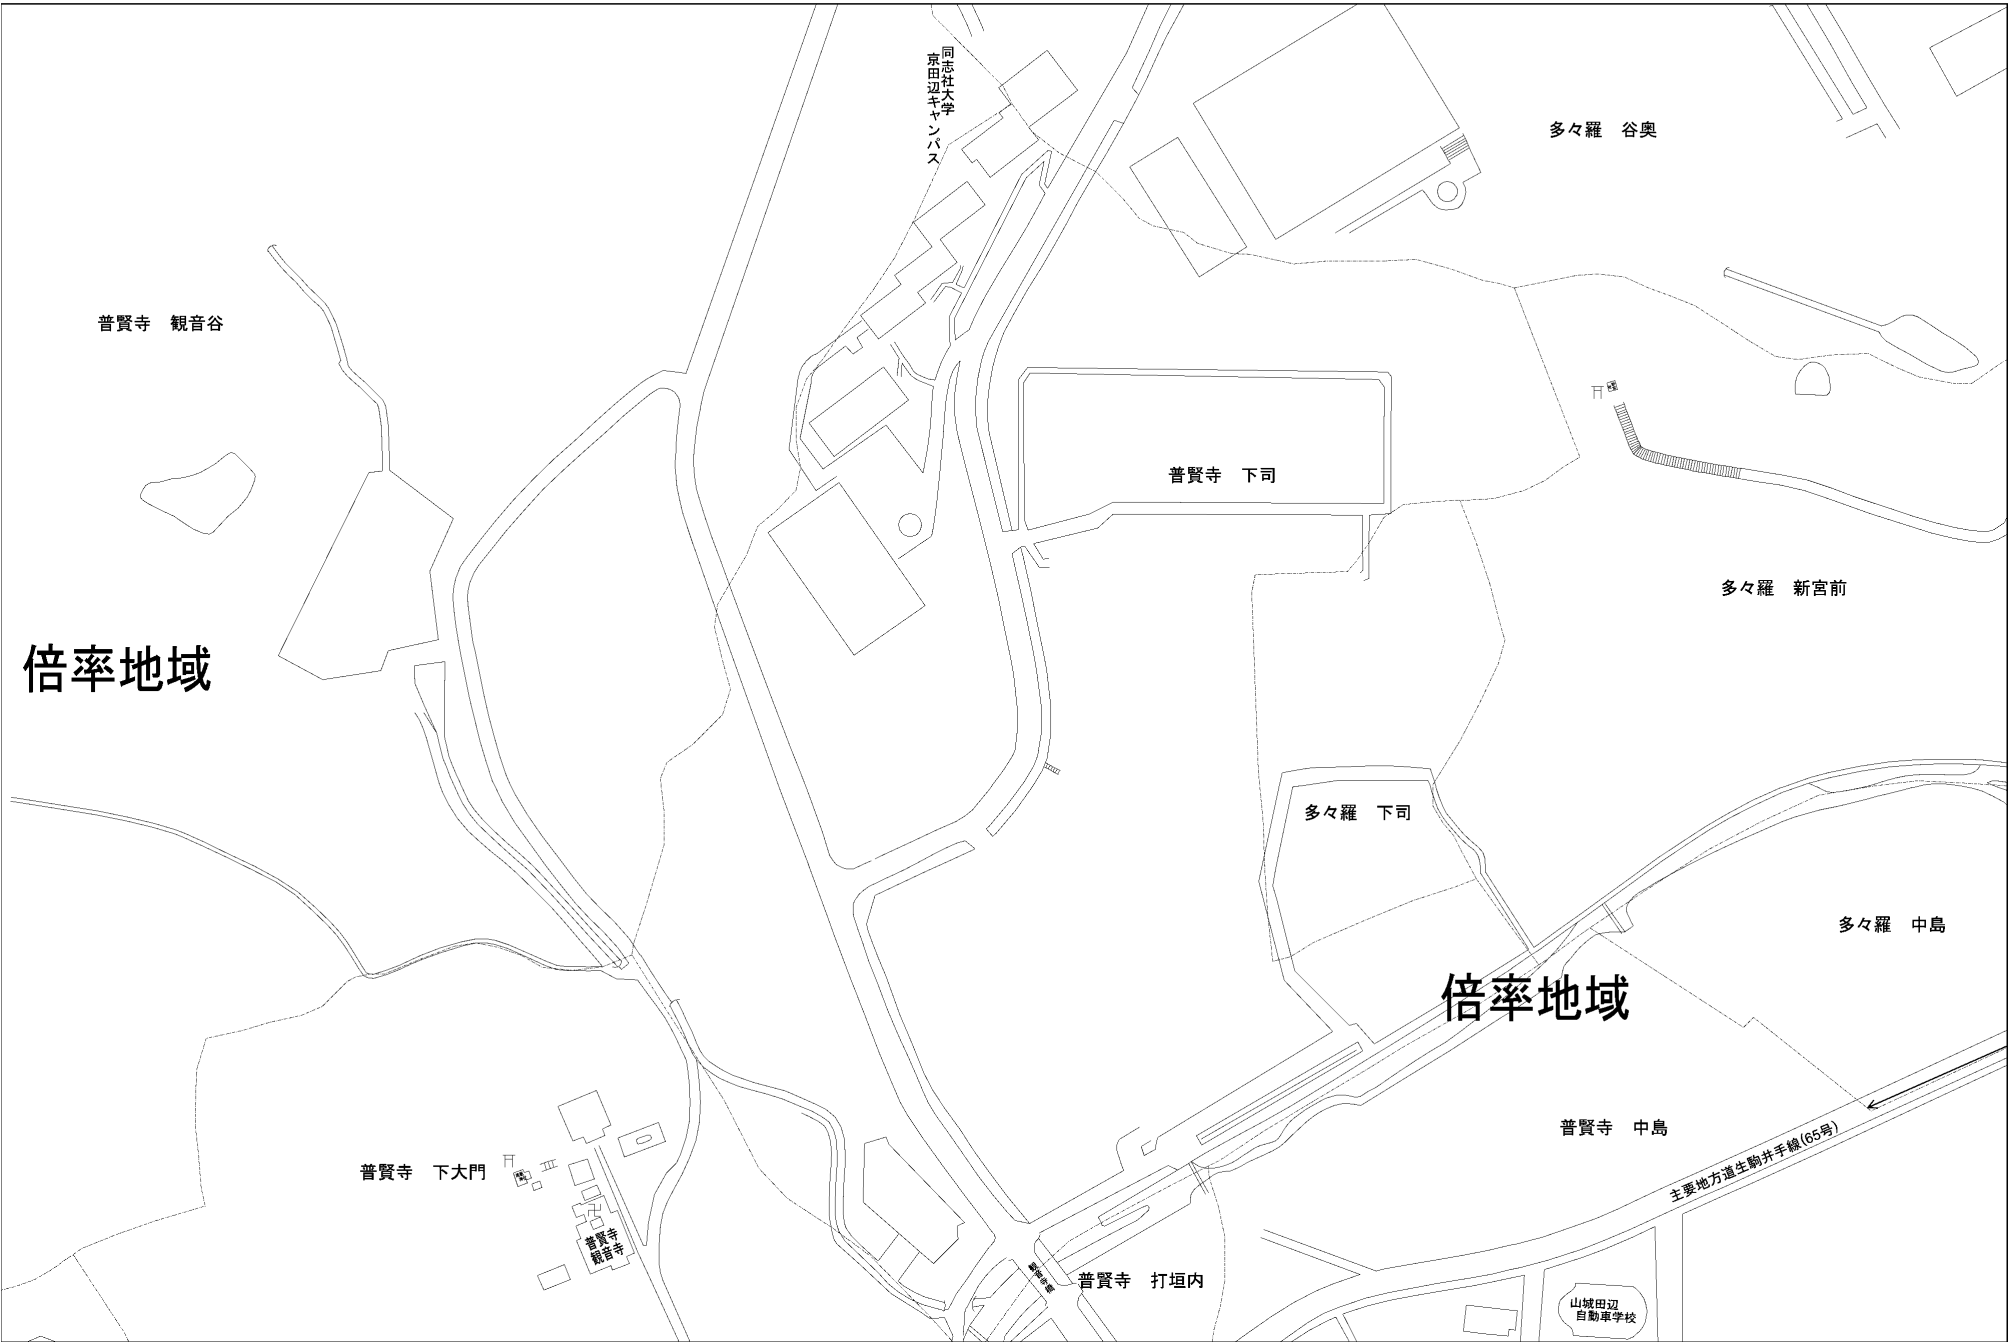 同志社大学
京田辺キャンパス
多々羅　谷奥
普賢寺　観音谷
普賢寺　下司
多々羅　新宮前
倍率地域
多々羅　下司
多々羅　中島
倍率地域
普賢寺　中島
主要地方道生駒井手線(65号)
普賢寺　下大門
普賢寺
観音寺
観音寺橋
普賢寺　打垣内
山城田辺
自動車学校